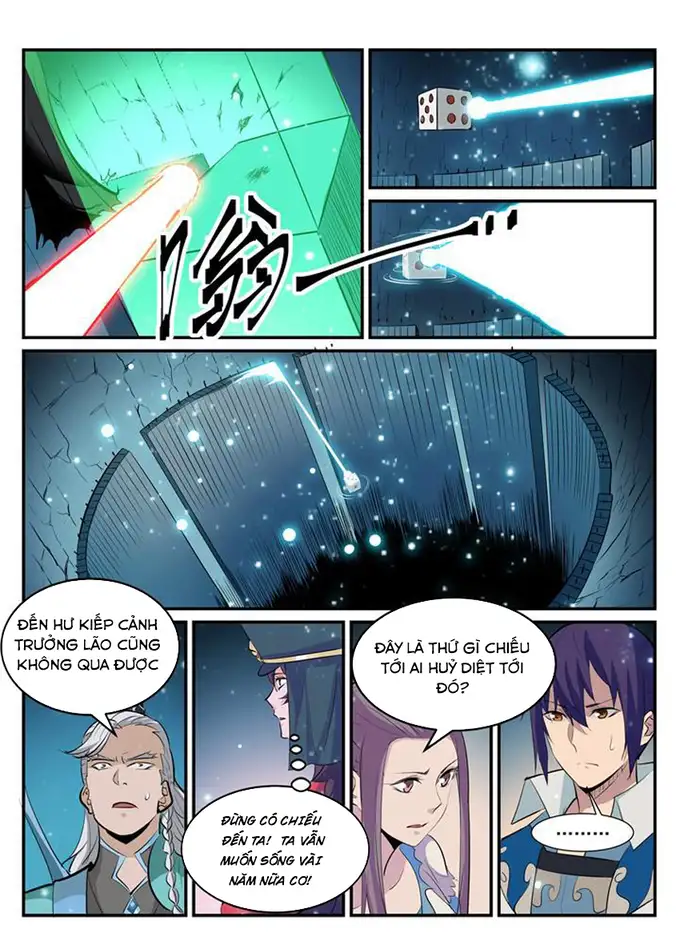 嗡——
ĐẾN HƯ KIẾP CẢNH
TRƯỞNG LÃO CŨNG
KHÔNG QUA ĐƯỢC
ĐỪNG CÓ CHIẾU
ĐẾN TA! TA VẪN
MUỐN SỐNG VÀI
NĂM NỮA CƠ!
ĐÂY LÀ THỨ GÌ CHIẾU
TỚI AI HUỶ DIỆT TỚI
ĐÓ?
.........